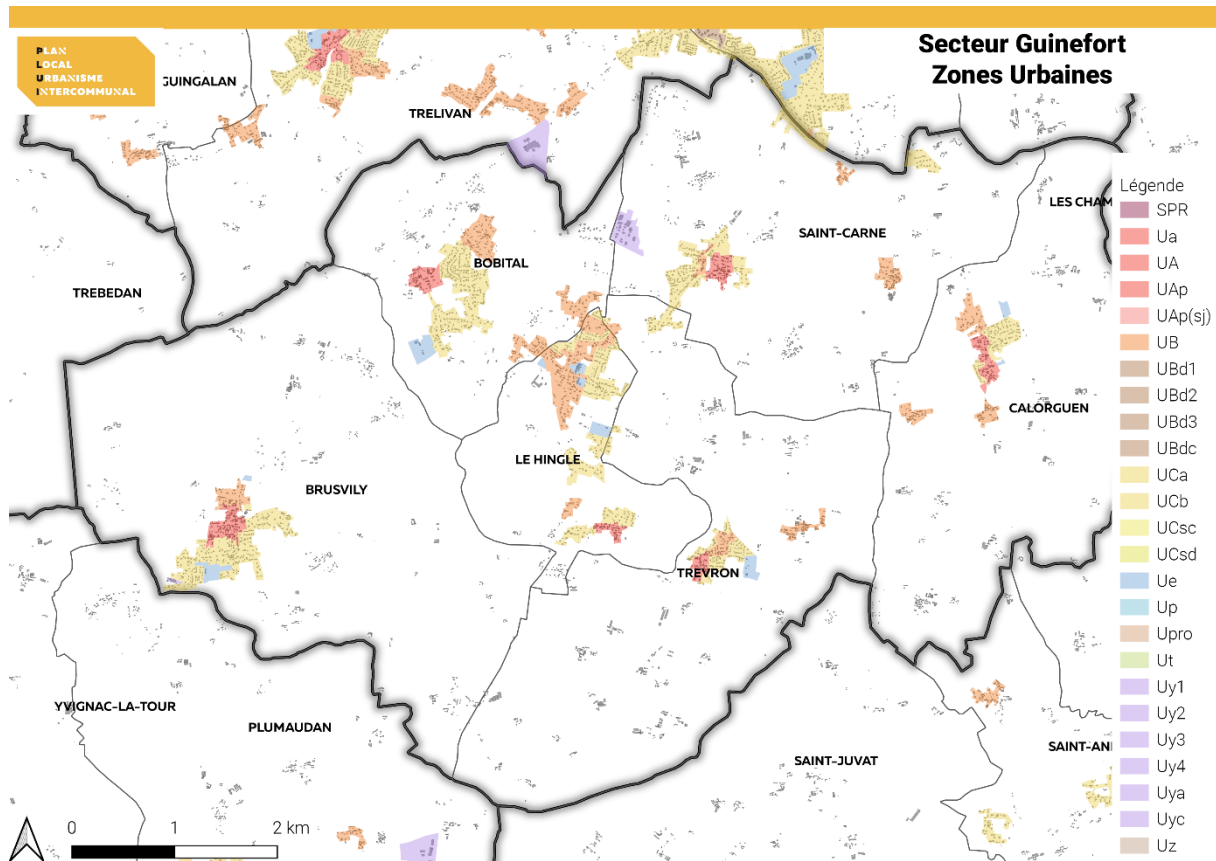 PLAN
LOCAL
URBANISME
INTERCOMMUNAL
Secteur Guinefort
Zones Urbaines
GUINGALAN
TRELIVAN
SAINT-CARNE
LES CHAM
BOBITAL
TREBEDAN
CALORGUEN
LE HINGLE
BRUSVILY
TREVRON
YVIGNAC-LA-TOUR
PLUMAUDAN
SAINT-JUVAT
SAINT-AN
Légende
SPR
Ua
UA
UAp
UAp(sj)
UB
UBd1
UBd2
UBd3
UBdc
UCa
UCb
UCsc
UCsd
Ue
Up
Upro
Ut
Uy1
Uy2
Uy3
Uy4
Uya
Uyc
Uz
0 1 2 km